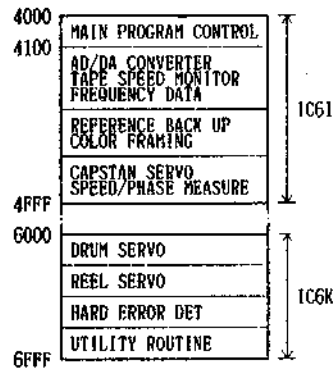 4000
MAIN PROGRAM CONTROL
4100
AD/DA CONVERTER
TAPE SPEED MONITOR
FREQUENCY DATA
IC61
REFERENCE BACK UP
COLOR FRAMING
CAPSTAN SERVO
SPEED/PHASE MEASURE
4FFF
6000
DRUM SERVO
REEL SERVO
IC6K
HARD ERROR DET
UTILITY ROUTINE
6FFF